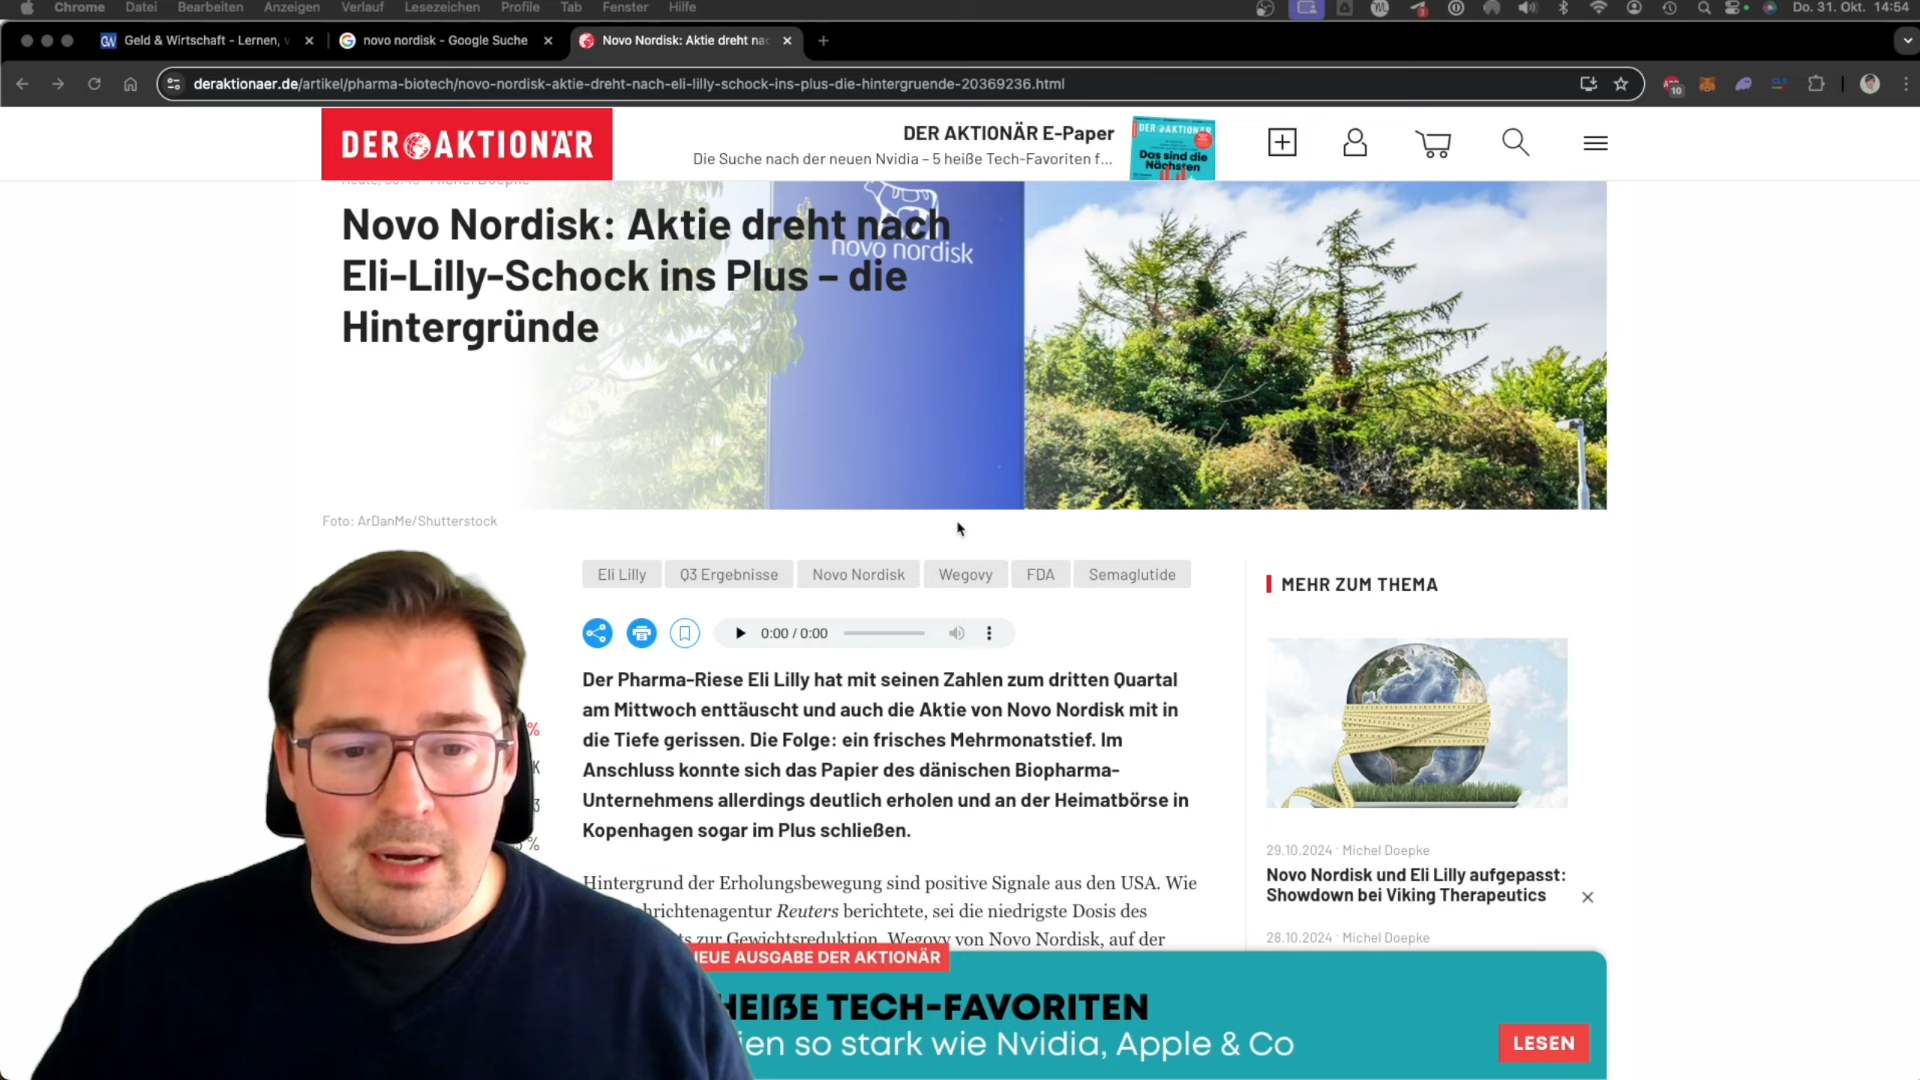 Chrome Datei Bearbeiten Anzeigen Verlauf Lesezeichen Profile Tab Fenster Hilfe Do. 31. Okt. 14:54
Geld & Wirtschaft - Lernen, novo nordisk - Google Suche Novo Nordisk: Aktie dreht nac
deraktionaer.de/artikel/pharma-biotech/novo-nordisk-aktie-dreht-nach-eli-lilly-schock-ins-plus-die-hintergruende-20369236.html 10
DER AKTIONÄR
DER AKTIONÄR E-Paper
Die Suche nach der neuen Nvidia – 5 heiße Tech-Favoriten f...
DER AKTIONÄR
Das sind die
Nächsten
novo nordisk
Novo Nordisk: Aktie dreht nach
Eli-Lilly-Schock ins Plus – die
Hintergründe
Foto: ArDanMe/Shutterstock
Eli Lilly Q3 Ergebnisse Novo Nordisk Wegovy FDA Semaglutide
0:00 / 0:00
Der Pharma-Riese Eli Lilly hat mit seinen Zahlen zum dritten Quartal
am Mittwoch enttäuscht und auch die Aktie von Novo Nordisk mit in
die Tiefe gerissen. Die Folge: ein frisches Mehrmonatstief. Im
Anschluss konnte sich das Papier des dänischen Biopharma-
Unternehmens allerdings deutlich erholen und an der Heimatbörse in
Kopenhagen sogar im Plus schließen.
Hintergrund der Erholungsbewegung sind positive Signale aus den USA. Wie
hrichtenagentur Reuters berichtete, sei die niedrigste Dosis des
ts zur Gewichtsreduktion, Wegovy von Novo Nordisk, auf der
%
K
3
%
MEHR ZUM THEMA
29.10.2024 · Michel Doepke
Novo Nordisk und Eli Lilly aufgepasst:
Showdown bei Viking Therapeutics
28.10.2024 · Michel Doepke
EUE AUSGABE DER AKTIONÄR
HEIẞE TECH-FAVORITEN
ien so stark wie Nvidia, Apple & Co
LESEN